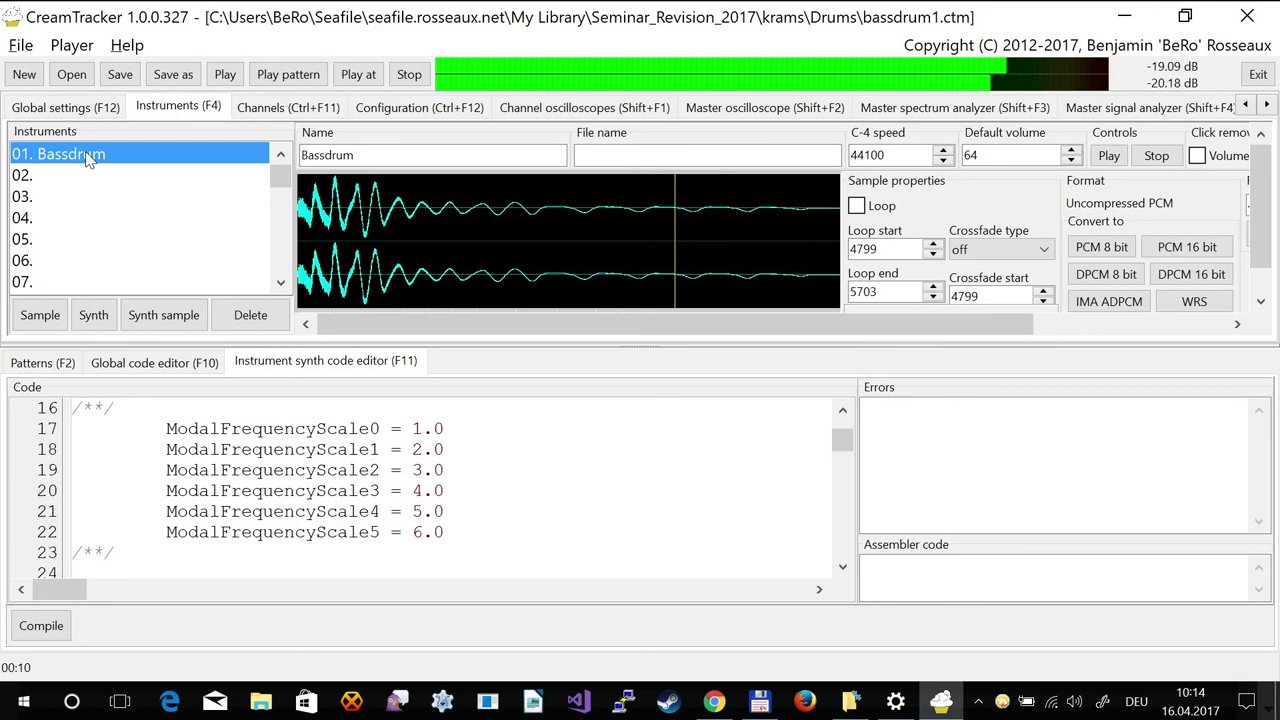 CreamTracker 1.0.0.327 - [C:\Users\BeRo\Seafile\seafile.rosseaux.net\My Library\Seminar_Revision_2017\krams\Drums\bassdrum1.ctm]
File Player Help Copyright (C) 2012-2017, Benjamin 'BeRo' Rosseaux
New Open Save Save as Play Play pattern Play at Stop -19.09 dB Exit
-20.18 dB
Global settings (F12) Instruments (F4) Channels (Ctrl+F11) Configuration (Ctrl+F12) Channel oscilloscopes (Shift+F1) Master oscilloscope (Shift+F2) Master spectrum analyzer (Shift+F3) Master signal analyzer (Shift+F4)
Instruments Name File name C-4 speed Default volume Controls Click remov
01. Bassdrum Bassdrum 44100 64 Play Stop Volume
02. Sample properties Format
03. Loop Uncompressed PCM
04. Loop start Crossfade type Convert to
05. 4799 off PCM 8 bit PCM 16 bit
06. Loop end Crossfade start DPCM 8 bit DPCM 16 bit
07. 5703 4799 IMA ADPCM WRS
Sample Synth Synth sample Delete
Patterns (F2) Global code editor (F10) Instrument synth code editor (F11)
Code Errors
16 /**/
17 ModalFrequencyScale0 = 1.0
18 ModalFrequencyScale1 = 2.0
19 ModalFrequencyScale2 = 3.0
20 ModalFrequencyScale3 = 4.0
21 ModalFrequencyScale4 = 5.0
22 ModalFrequencyScale5 = 6.0
23 /**/
24
Assembler code
Compile
00:10
DEU 10:14
16.04.2017